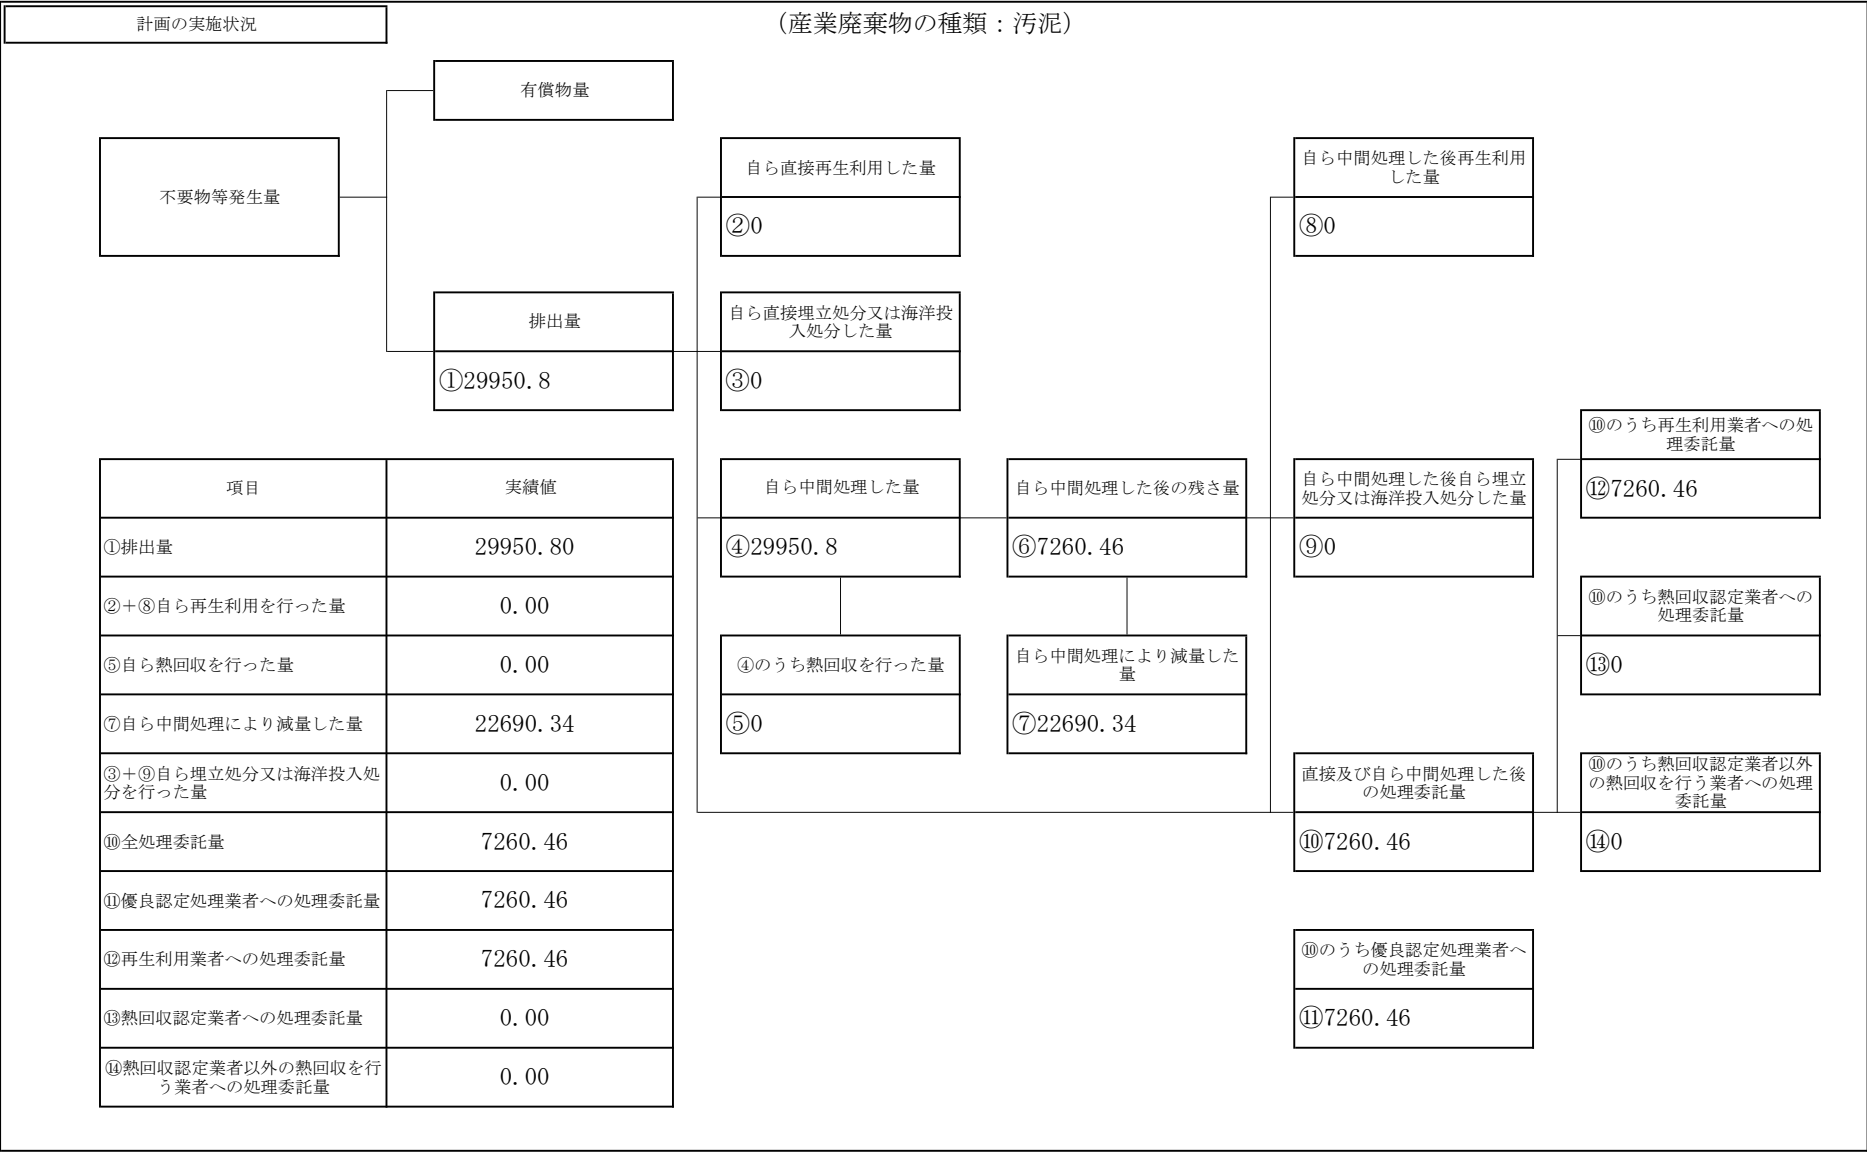 計画の実施状況
（産業廃棄物の種類：汚泥）
有償物量
不要物等発生量
自ら直接再生利用した量
②0
自ら中間処理した後再生利用
した量
⑧0
排出量
①29950.8
自ら直接埋立処分又は海洋投
入処分した量
③0
⑩のうち再生利用業者への処
理委託量
⑫7260.46
自ら中間処理した量
④29950.8
自ら中間処理した後の残さ量
⑥7260.46
自ら中間処理した後自ら埋立
処分又は海洋投入処分した量
⑨0
⑩のうち熱回収認定業者への
処理委託量
⑬0
④のうち熱回収を行った量
⑤0
自ら中間処理により減量した
量
⑦22690.34
直接及び自ら中間処理した後
の処理委託量
⑩7260.46
⑩のうち熱回収認定業者以外
の熱回収を行う業者への処理
委託量
⑭0
⑩のうち優良認定処理業者へ
の処理委託量
⑪7260.46
項目 実績値
①排出量 29950.80
②＋⑧自ら再生利用を行った量 0.00
⑤自ら熱回収を行った量 0.00
⑦自ら中間処理により減量した量 22690.34
③＋⑨自ら埋立処分又は海洋投入処
分を行った量 0.00
⑩全処理委託量 7260.46
⑪優良認定処理業者への処理委託量 7260.46
⑫再生利用業者への処理委託量 7260.46
⑬熱回収認定業者への処理委託量 0.00
⑭熱回収認定業者以外の熱回収を行
う業者への処理委託量 0.00